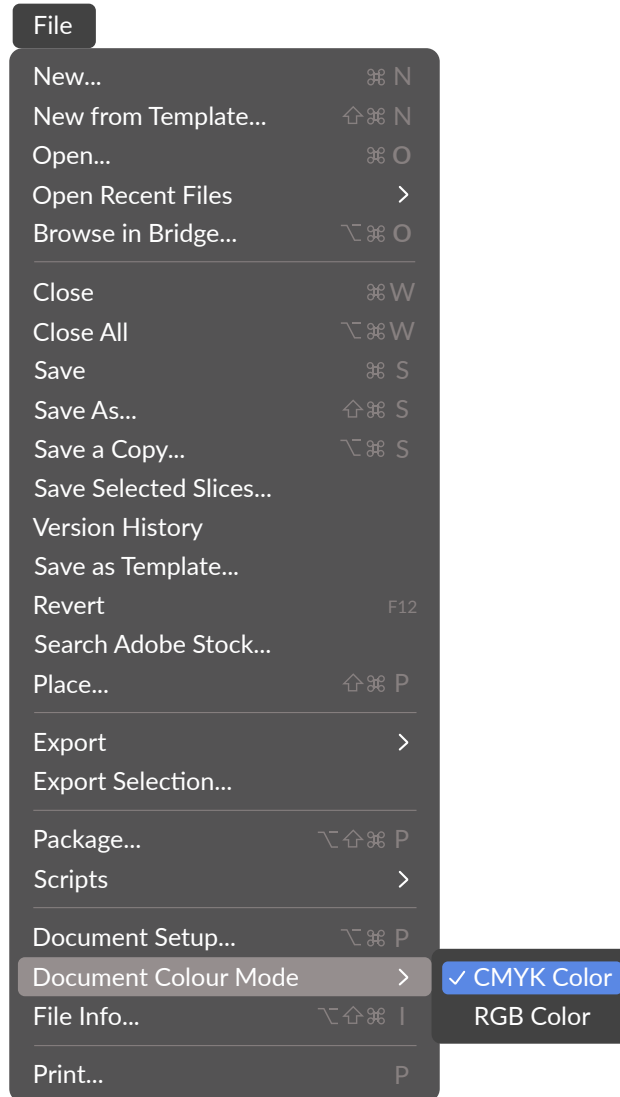 File
New... ⌘ N
New from Template... ⇧⌘ N
Open... ⌘ O
Open Recent Files
Browse in Bridge... ⌥⌘ O
Close ⌘W
Close All ⌥⌘W
Save ⌘ S
Save As... ⇧⌘ S
Save a Copy... ⌥⌘ S
Save Selected Slices...
Version History
Save as Template...
Revert F12
Search Adobe Stock...
Place... ⇧⌘ P
Export
Export Selection...
Package... ⌥⇧⌘ P
Scripts
Document Setup... ⌥⌘ P
Document Colour Mode ✓ CMYK Color
File Info... ⌥⇧⌘ I RGB Color
Print... P